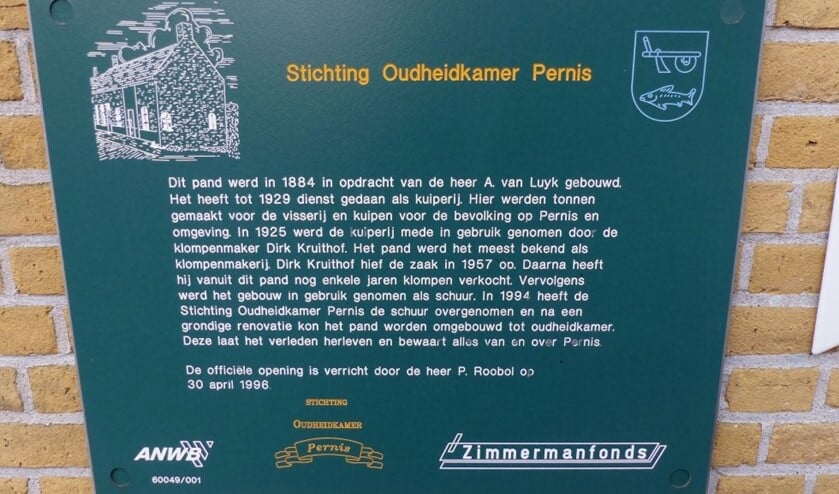 Stichting Oudheidkamer Pernis
Dit pand werd in 1884 in opdracht van de heer A. van Luyk gebouwd.
Het heeft tot 1929 dienst gedaan als kuiperij. Hier werden tonnen
gemaakt voor de visserij en kuipen voor de bevolking op Pernis en
omgeving. In 1925 werd de kuiperij mede in gebruik genomen door de
klompenmaker Dirk Kruithof. Het pand werd het meest bekend als
klompenmakerij. Dirk Kruithof hief de zaak in 1957 op. Daarna heeft
hij vanuit dit pand nog enkele jaren klompen verkocht. Vervolgens
werd het gebouw in gebruik genomen als schuur. In 1994 heeft de
Stichting Oudheidkamer Pernis de schuur overgenomen en na een
grondige renovatie kon het pand worden omgebouwd tot oudheidkamer.
Deze laat het verleden herleven en bewaart alles van en over Pernis.
De officiële opening is verricht door de heer P. Roobol op
30 april 1996.
STICHTING
OUDHEIDKAMER
Pernis
ANWB
60049/001
Zimmermanfonds